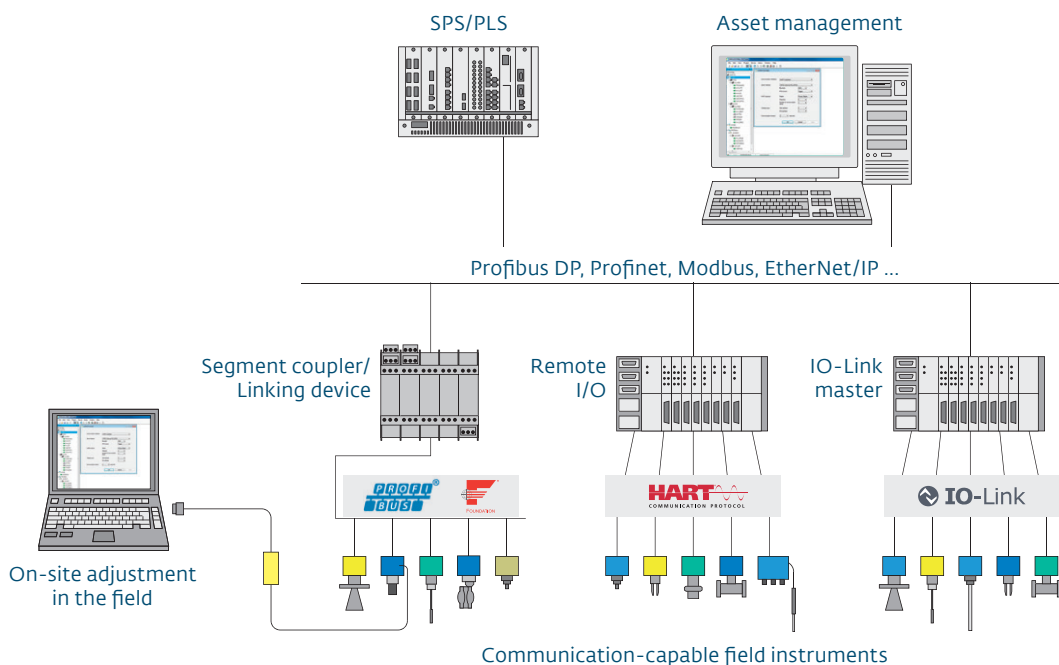 SPS/PLS
Asset management
Profibus DP, Profinet, Modbus, EtherNet/IP ...
Segment coupler/
Linking device
Remote
I/O
IO-Link
master
PROFI
BUS
FOUNDATION
HART
COMMUNICATION PROTOCOL
IO-Link
On-site adjustment
in the field
Communication-capable field instruments